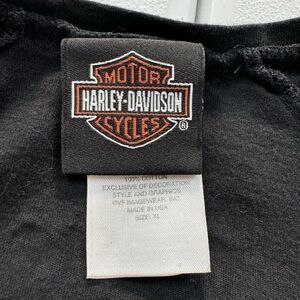 MOTOR
HARLEY-DAVIDSON
CYCLES
®
100% COTTON
EXCLUSIVE OF DECORATION
STYLE AND GRAPHICS
©VF IMAGEWEAR, INC.
MADE IN USA
SIZE: XL